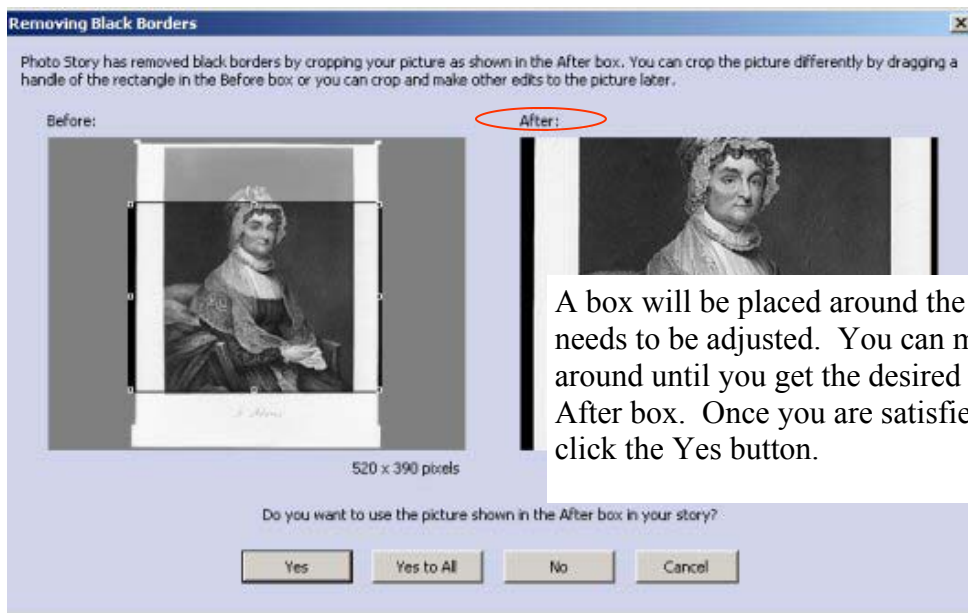 Removing Black Borders
Photo Story has removed black borders by cropping your picture as shown in the After box. You can crop the picture differently by dragging a
handle of the rectangle in the Before box or you can crop and make other edits to the picture later.
Before:
After:
A box will be placed around the
needs to be adjusted. You can
around until you get the desired
After box. Once you are
click the Yes button.
520 x 390 pixels
Do you want to use the picture shown in the After box in your story?
Yes
Yes to All
No
Cancel